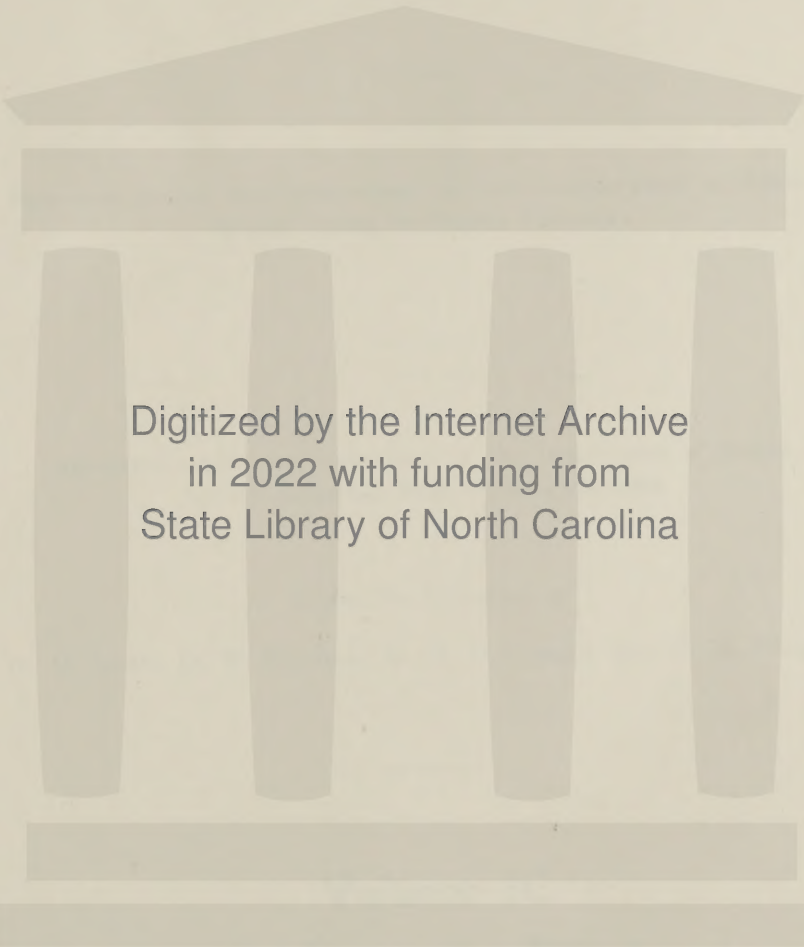 Digitized by the Internet Archive
in 2022 with funding from
State Library of North Carolina